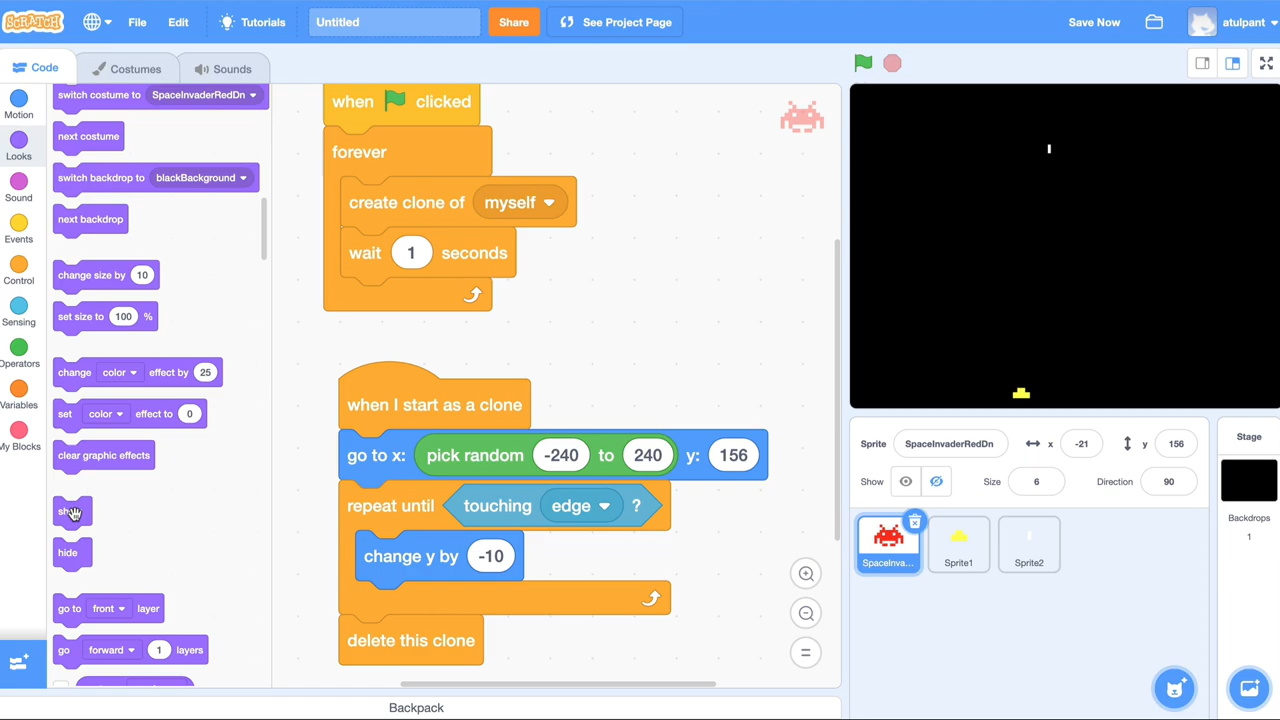 SCRATCH
File
Edit
Tutorials
Untitled
Share
See Project Page
Save Now
atulpant
Code
Costumes
Sounds
Motion
Looks
Sound
Events
Control
Sensing
Operators
Variables
My Blocks
switch costume to SpaceInvaderRedDn
next costume
switch backdrop to blackBackground
next backdrop
change size by 10
set size to 100 %
change color effect by 25
set color effect to 0
clear graphic effects
hide
go to front layer
go forward 1 layers
when clicked
forever
create clone of myself
wait 1 seconds
when I start as a clone
go to x: pick random -240 to 240 y: 156
repeat until touching edge ?
change y by -10
delete this clone
Backpack
Sprite SpaceInvaderRedDn x -21 y 156
Show Size 6 Direction 90
SpaceInva...
Sprite1
Sprite2
Stage
Backdrops
1